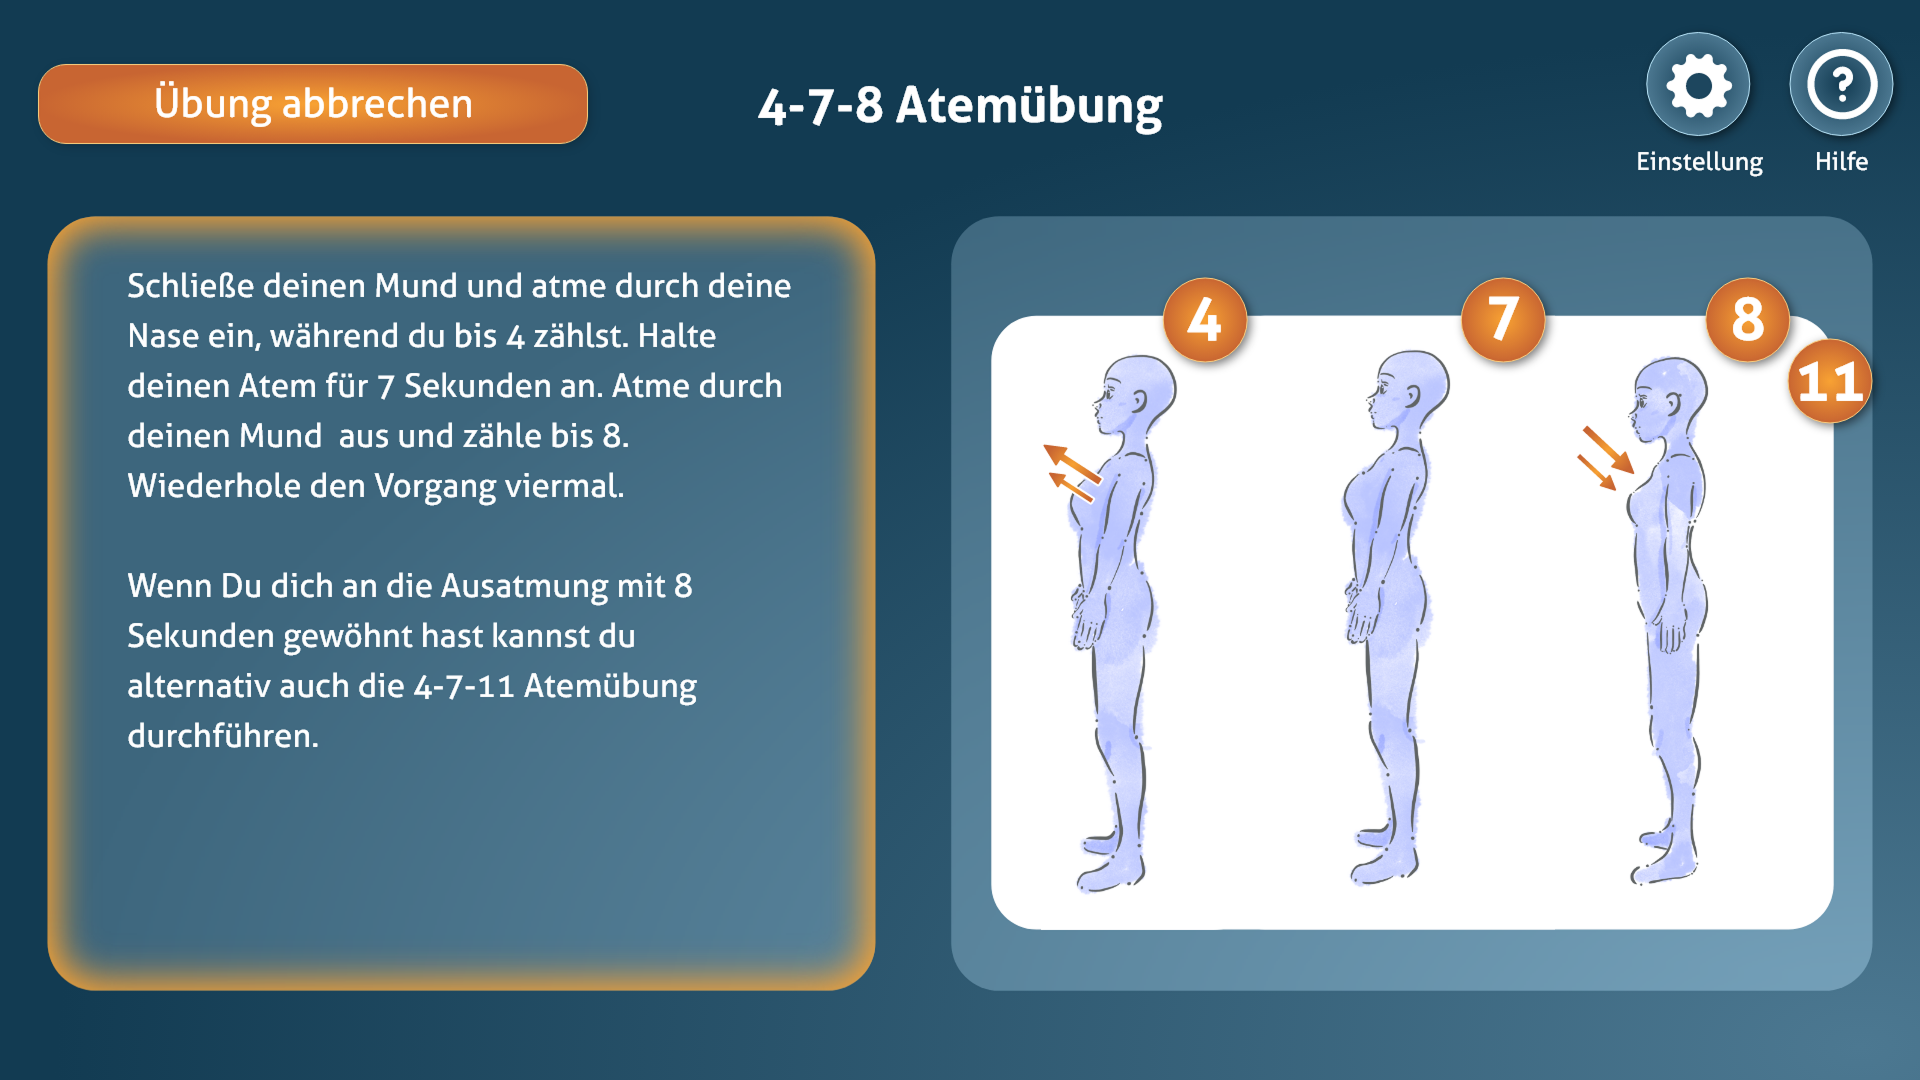 Übung abbrechen
4-7-8 Atemübung
Einstellung
Hilfe
Schließe deinen Mund und atme durch deine
Nase ein, während du bis 4 zählst. Halte
deinen Atem für 7 Sekunden an. Atme durch
deinen Mund  aus und zähle bis 8.
Wiederhole den Vorgang viermal.
Wenn Du dich an die Ausatmung mit 8
Sekunden gewöhnt hast kannst du
alternativ auch die 4-7-11 Atemübung
durchführen.
4
7
8
11